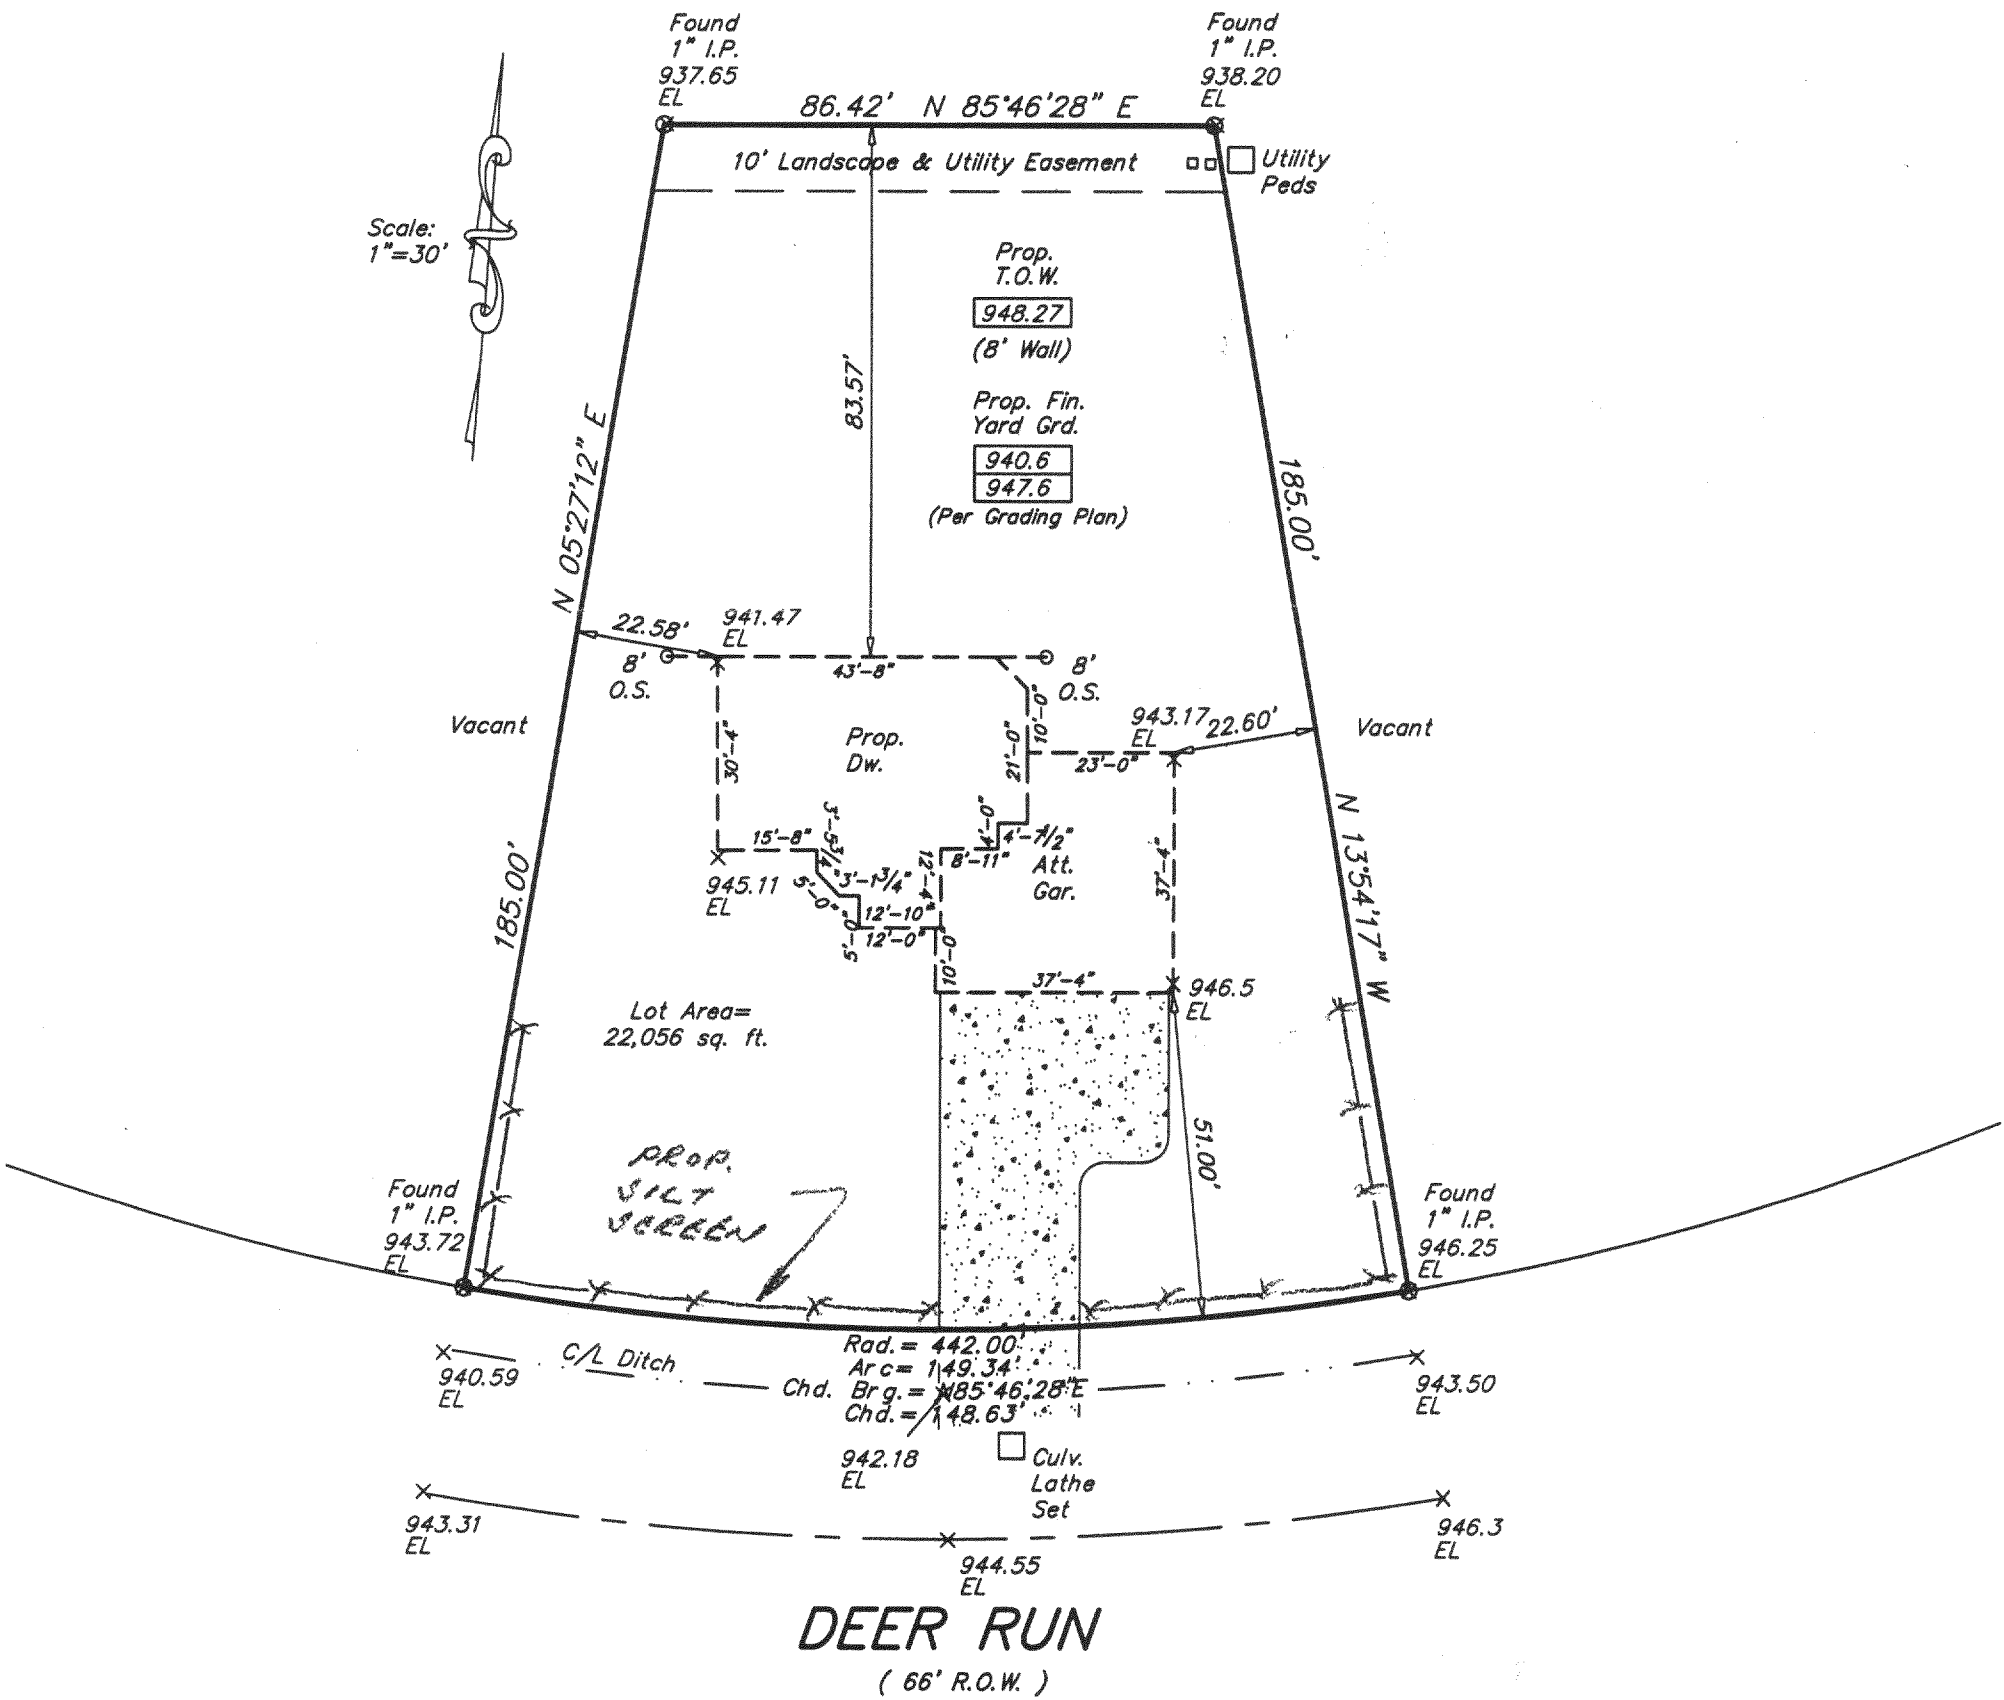 Found
1" I.P.
937.65
EL
Found
1" I.P.
938.20
EL
86.42' N 85°46'28" E
10' Landscape & Utility Easement
Utility
Peds
Scale:
1"=30'
Prop.
T.O.W.
948.27
(8' Wall)
83.57'
Prop. Fin.
Yard Grd.
940.6
947.6
(Per Grading Plan)
N 05°27'12" E
185.00'
22.58'
941.47
EL
8'
O.S.
43'-8"
8'
O.S.
10'-0"
943.17
EL
22.60'
Vacant
Vacant
30'-4"
Prop.
Dw.
21'-0"
23'-0"
15'-8"
3'-5 3/4"
4'-0"
4'-7 1/2"
8'-11"
12'-4"
Att.
Gar.
37'-4"
N 13°54'17" W
945.11
EL
5'-0"
3'-1 3/4"
12'-10"
5'-0"
12'-0"
10'-0"
185.00'
37'-4"
946.5
EL
Lot Area=
22,056 sq. ft.
PROP.
SILT
SCREEN
51.00'
Found
1" I.P.
943.72
EL
Found
1" I.P.
946.25
EL
C/L Ditch
Rad.= 442.00'
Arc= 149.34'
Chd. Brg.= N85°46'28"E
Chd.= 148.63'
940.59
EL
943.50
EL
942.18
EL
Culv.
Lathe
Set
943.31
EL
944.55
EL
946.3
EL
DEER RUN
( 66' R.O.W. )